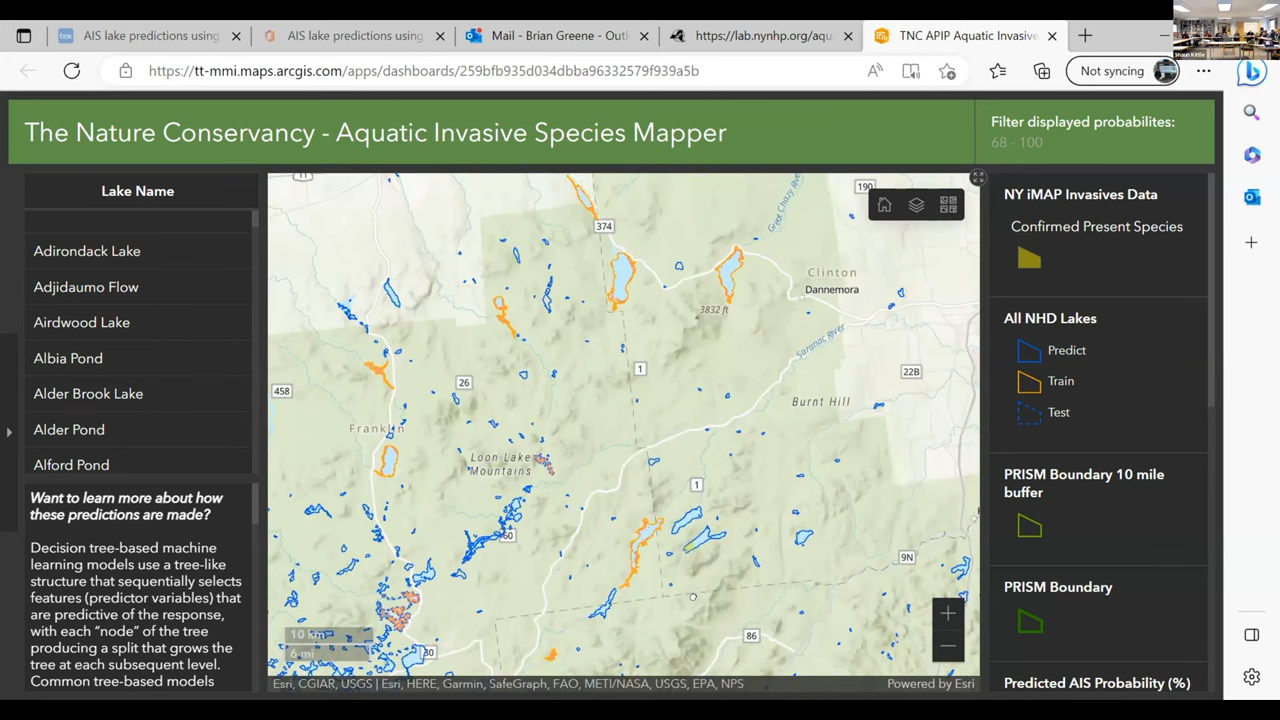 AIS lake predictions using
AIS lake predictions using
Mail - Brian Greene - Outl
https://lab.nynhp.org/aqu
TNC APIP Aquatic Invasive
Shaun Kittle
https://tt-mmi.maps.arcgis.com/apps/dashboards/259bfb935d034dbba96332579f939a5b
Not syncing
The Nature Conservancy - Aquatic Invasive Species Mapper
Filter displayed probabilites:
68 - 100
Lake Name
Adirondack Lake
Adjidaumo Flow
Airdwood Lake
Albia Pond
Alder Brook Lake
Alder Pond
Alford Pond
Want to learn more about how
these predictions are made?
Decision tree-based machine
learning models use a tree-like
structure that sequentially selects
features (predictor variables) that
are predictive of the response,
with each “node” of the tree
producing a split that grows the
tree at each subsequent level.
Common tree-based models
11
190
374
Great Chazy River
Clinton
Dannemora
3832 ft
Saranac River
1
26
458
22B
Burnt Hill
Franklin
Loon Lake
Mountains
1
60
9N
86
30
10 km
6 mi
Esri, CGIAR, USGS | Esri, HERE, Garmin, SafeGraph, FAO, METI/NASA, USGS, EPA, NPS
Powered by Esri
NY iMAP Invasives Data
Confirmed Present Species
All NHD Lakes
Predict
Train
Test
PRISM Boundary 10 mile
buffer
PRISM Boundary
Predicted AIS Probability (%)